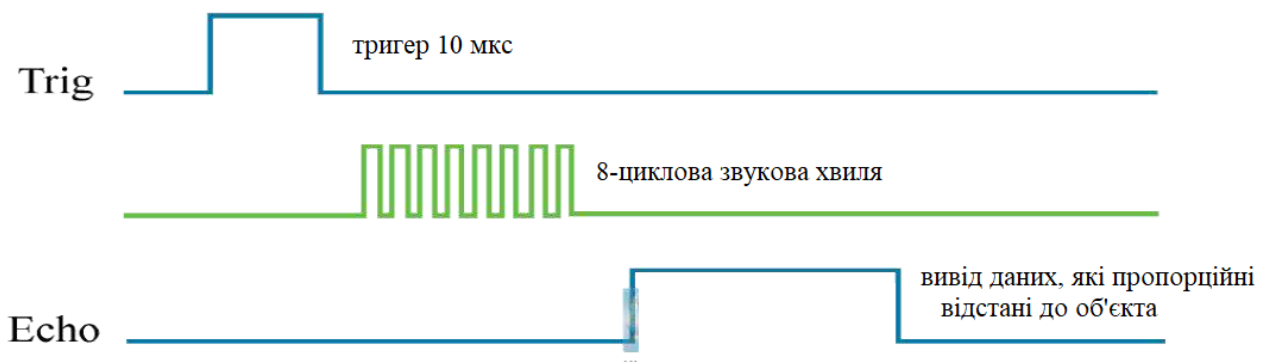 тригер 10 мкс
Trig
8-циклова звукова хвиля
вивід даних, які пропорційні
відстані до об'єкта
Echo